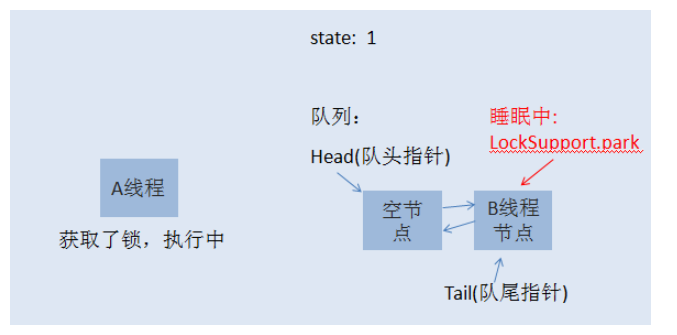 state: 1
队列：
睡眠中:
LockSupport.park
Head(队头指针)
A线程
空节
点
B线程
节点
获取了锁，执行中
Tail(队尾指针)